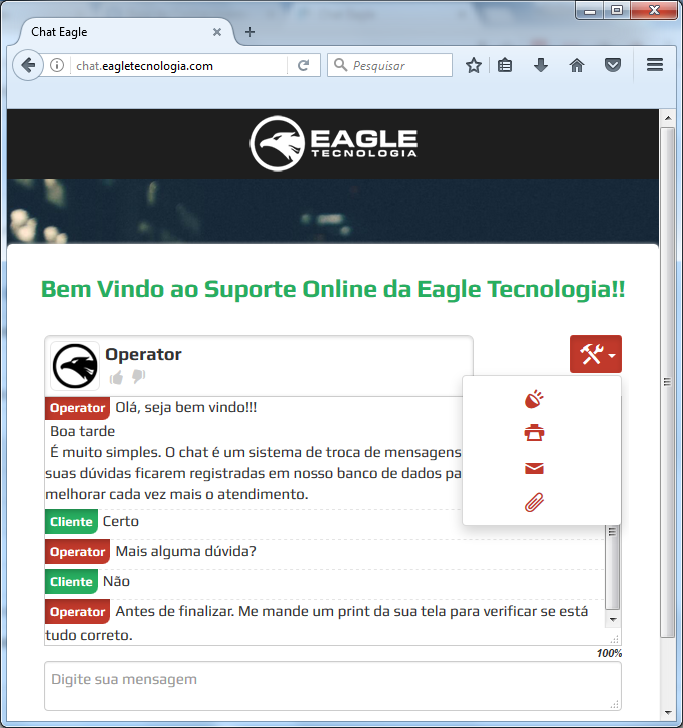 Chat Eagle
chat.eagletecnologia.com
Pesquisar
EAGLE
TECNOLOGIA
Bem Vindo ao Suporte Online da Eagle Tecnologia!!
Operator
Operator Olá, seja bem vindo!!!
Boa tarde
É muito simples. O chat é um sistema de troca de mensagens
suas dúvidas ficarem registradas em nosso banco de dados pa
melhorar cada vez mais o atendimento.
Cliente Certo
Operator Mais alguma dúvida?
Cliente Não
Operator Antes de finalizar. Me mande um print da sua tela para verificar se está
tudo correto.
100%
Digite sua mensagem